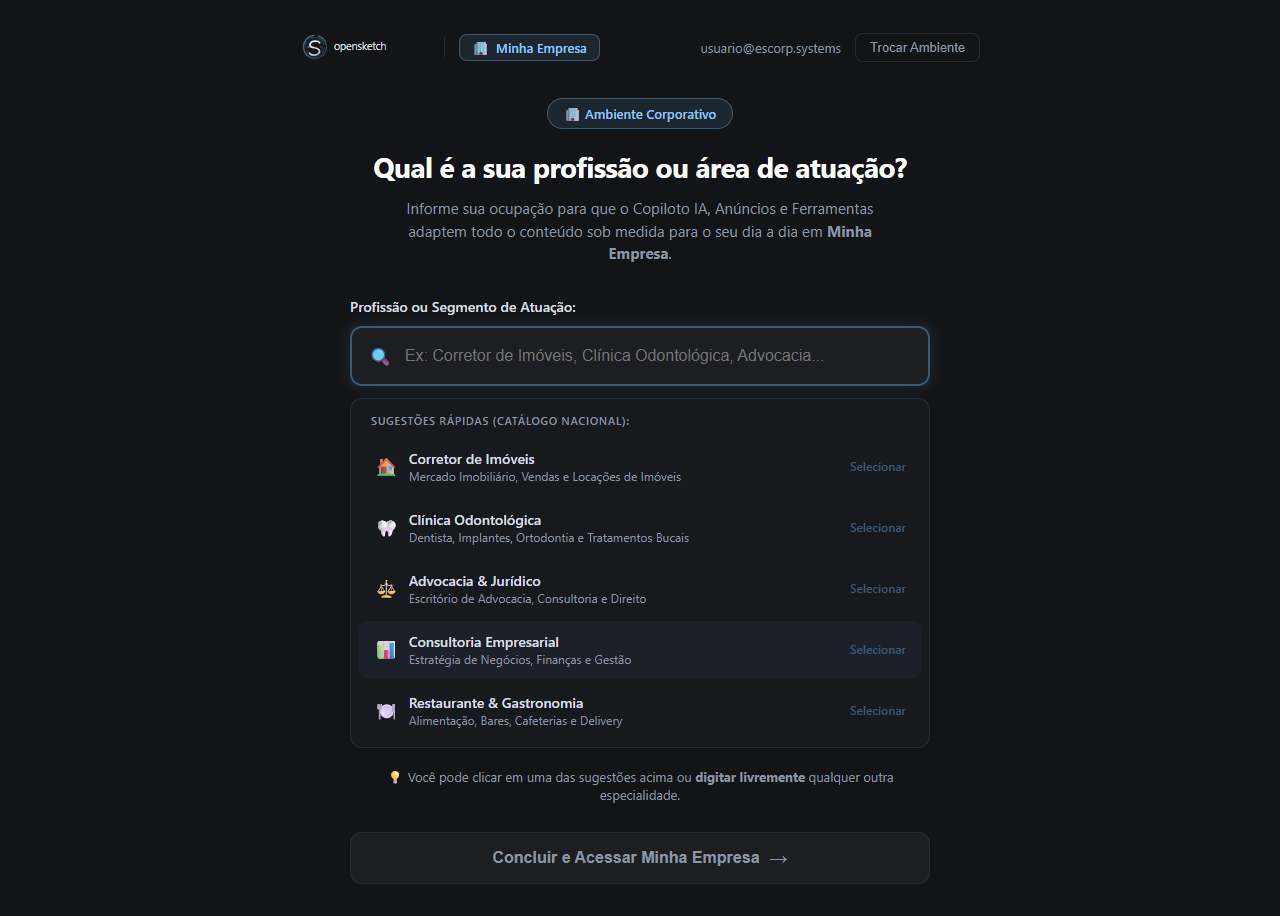 opensketch
Minha Empresa
usuario@escorp.systems
Trocar Ambiente
Ambiente Corporativo
Qual é a sua profissão ou área de atuação?
Informe sua ocupação para que o Copiloto IA, Anúncios e Ferramentas
adaptem todo o conteúdo sob medida para o seu dia a dia em Minha
Empresa.
Profissão ou Segmento de Atuação:
Ex: Corretor de Imóveis, Clínica Odontológica, Advocacia...
SUGESTÕES RÁPIDAS (CATÁLOGO NACIONAL):
Corretor de Imóveis
Mercado Imobiliário, Vendas e Locações de Imóveis
Selecionar
Clínica Odontológica
Dentista, Implantes, Ortodontia e Tratamentos Bucais
Selecionar
Advocacia & Jurídico
Escritório de Advocacia, Consultoria e Direito
Selecionar
Consultoria Empresarial
Estratégia de Negócios, Finanças e Gestão
Selecionar
Restaurante & Gastronomia
Alimentação, Bares, Cafeterias e Delivery
Selecionar
Você pode clicar em uma das sugestões acima ou digitar livremente qualquer outra
especialidade.
Concluir e Acessar Minha Empresa →